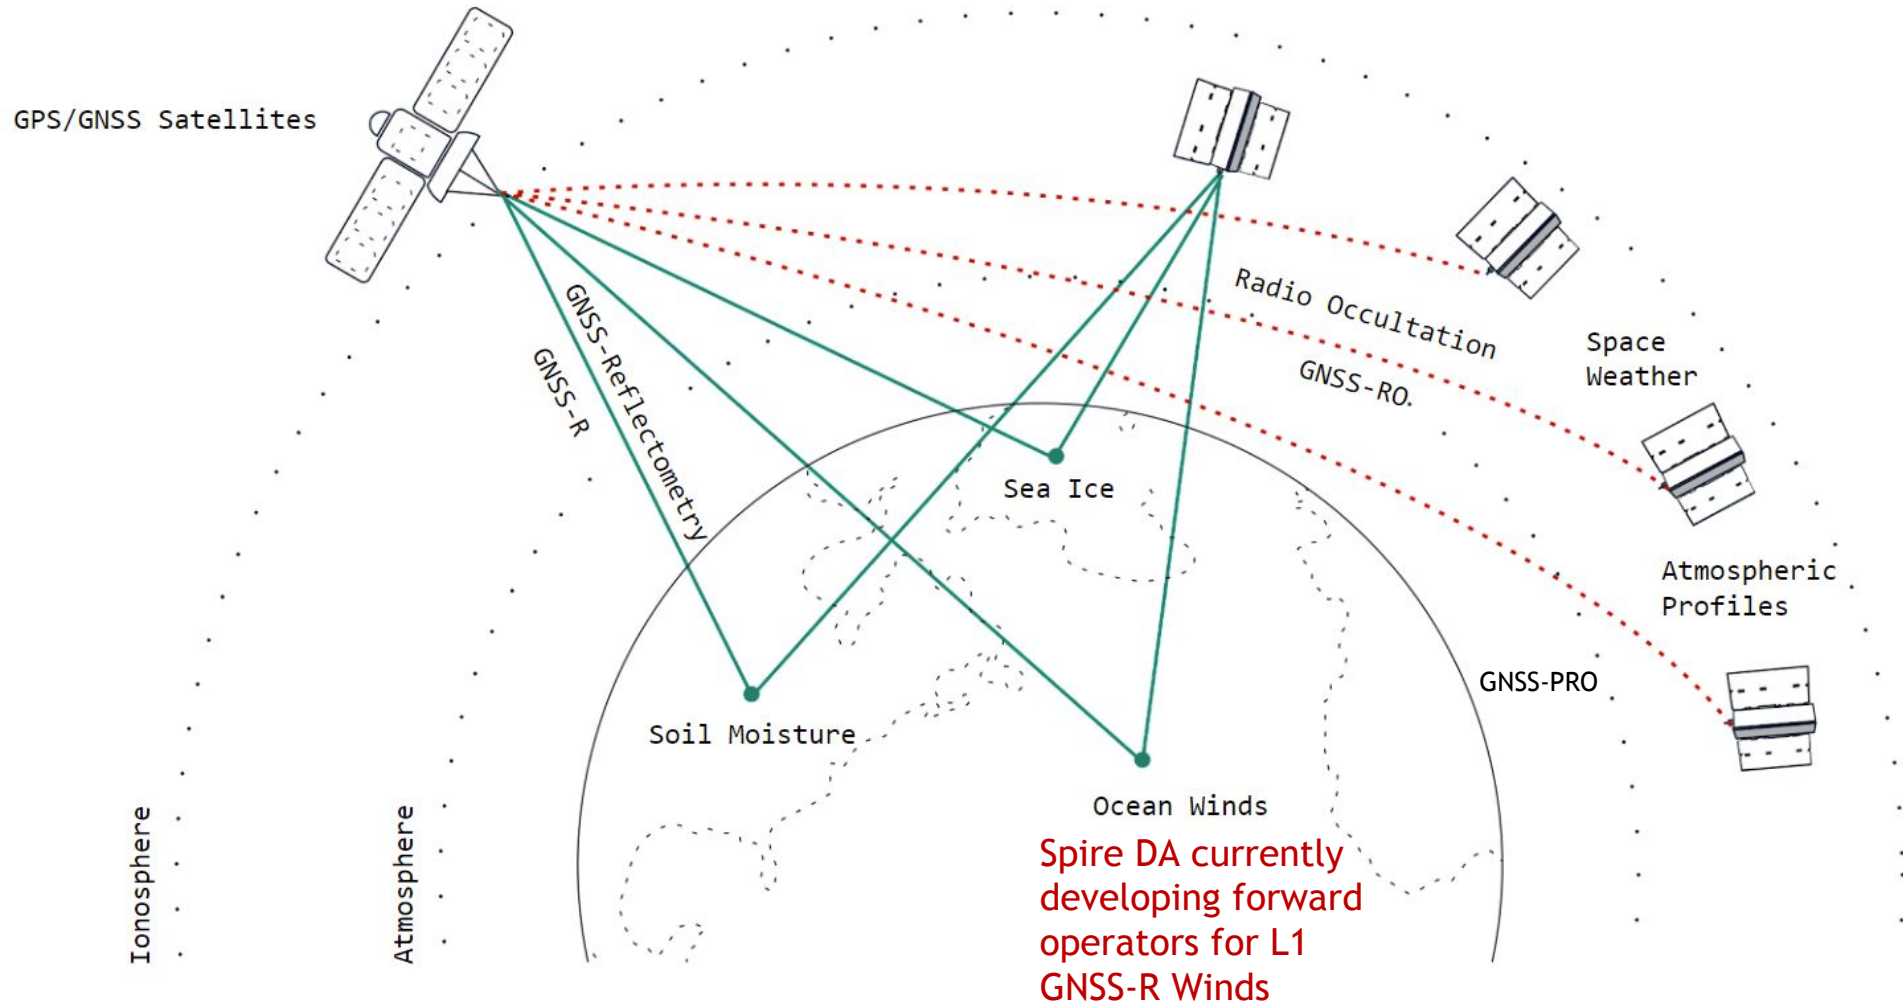 GPS/GNSS Satellites
GNSS-Reflectometry
GNSS-R
Radio Occultation
GNSS-RO
Space
Weather
Sea Ice
Atmospheric
Profiles
GNSS-PRO
Soil Moisture
Ocean Winds
Ionosphere
Atmosphere
Spire DA currently
developing forward
operators for L1
GNSS-R Winds